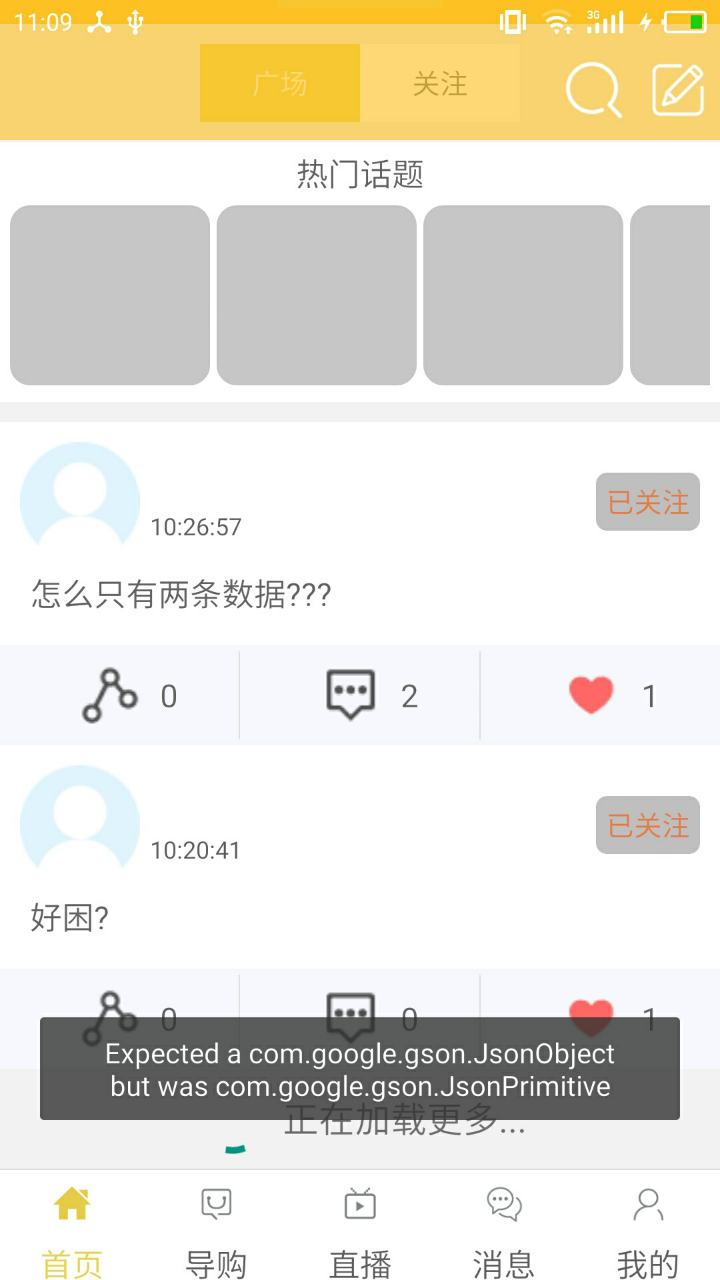 11:09
3G
广场
关注
热门话题
10:26:57
已关注
怎么只有两条数据???
0
2
1
10:20:41
已关注
好困?
0
0
1
Expected a com.google.gson.JsonObject
but was com.google.gson.JsonPrimitive
正在加载更多...
首页
导购
直播
消息
我的